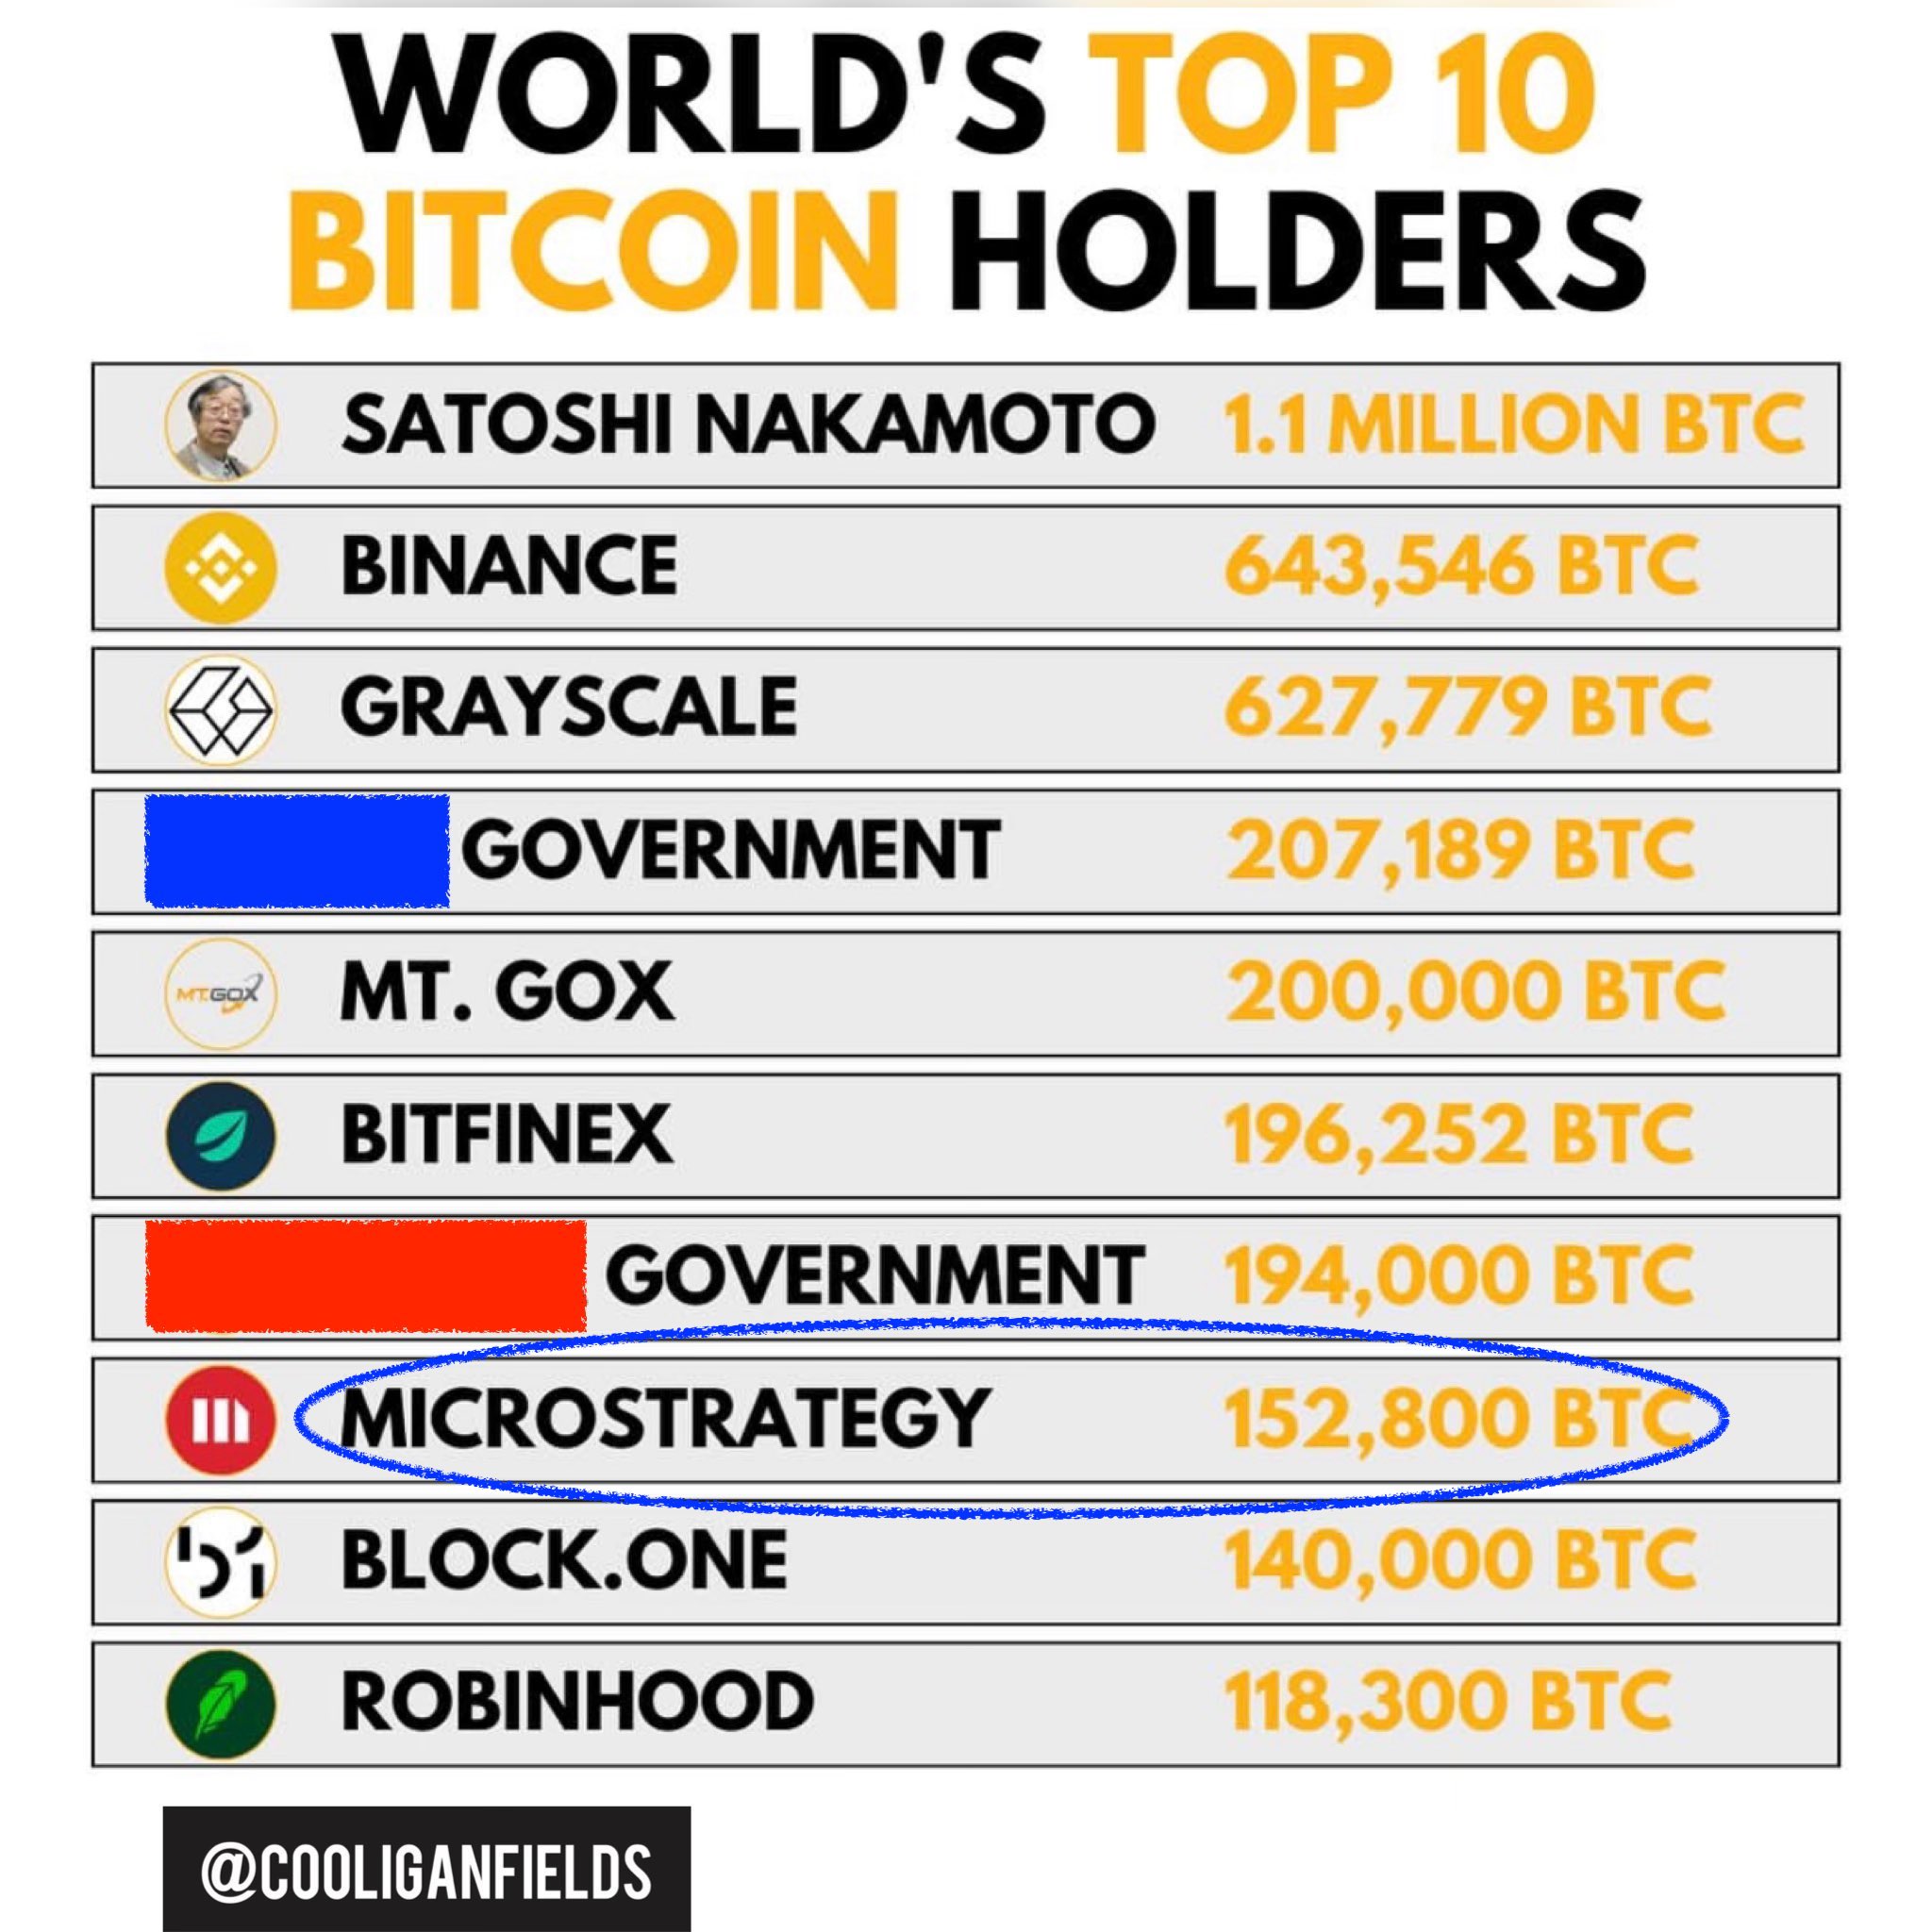 WORLD'S TOP 10
BITCOIN HOLDERS
SATOSHI NAKAMOTO 1.1 MILLION BTC
BINANCE 643,546 BTC
GRAYSCALE 627,779 BTC
GOVERNMENT 207,189 BTC
MT.GOX MT. GOX 200,000 BTC
BITFINEX 196,252 BTC
GOVERNMENT 194,000 BTC
MICROSTRATEGY 152,800 BTC
b1 BLOCK.ONE 140,000 BTC
ROBINHOOD 118,300 BTC
@COOLIGANFIELDS